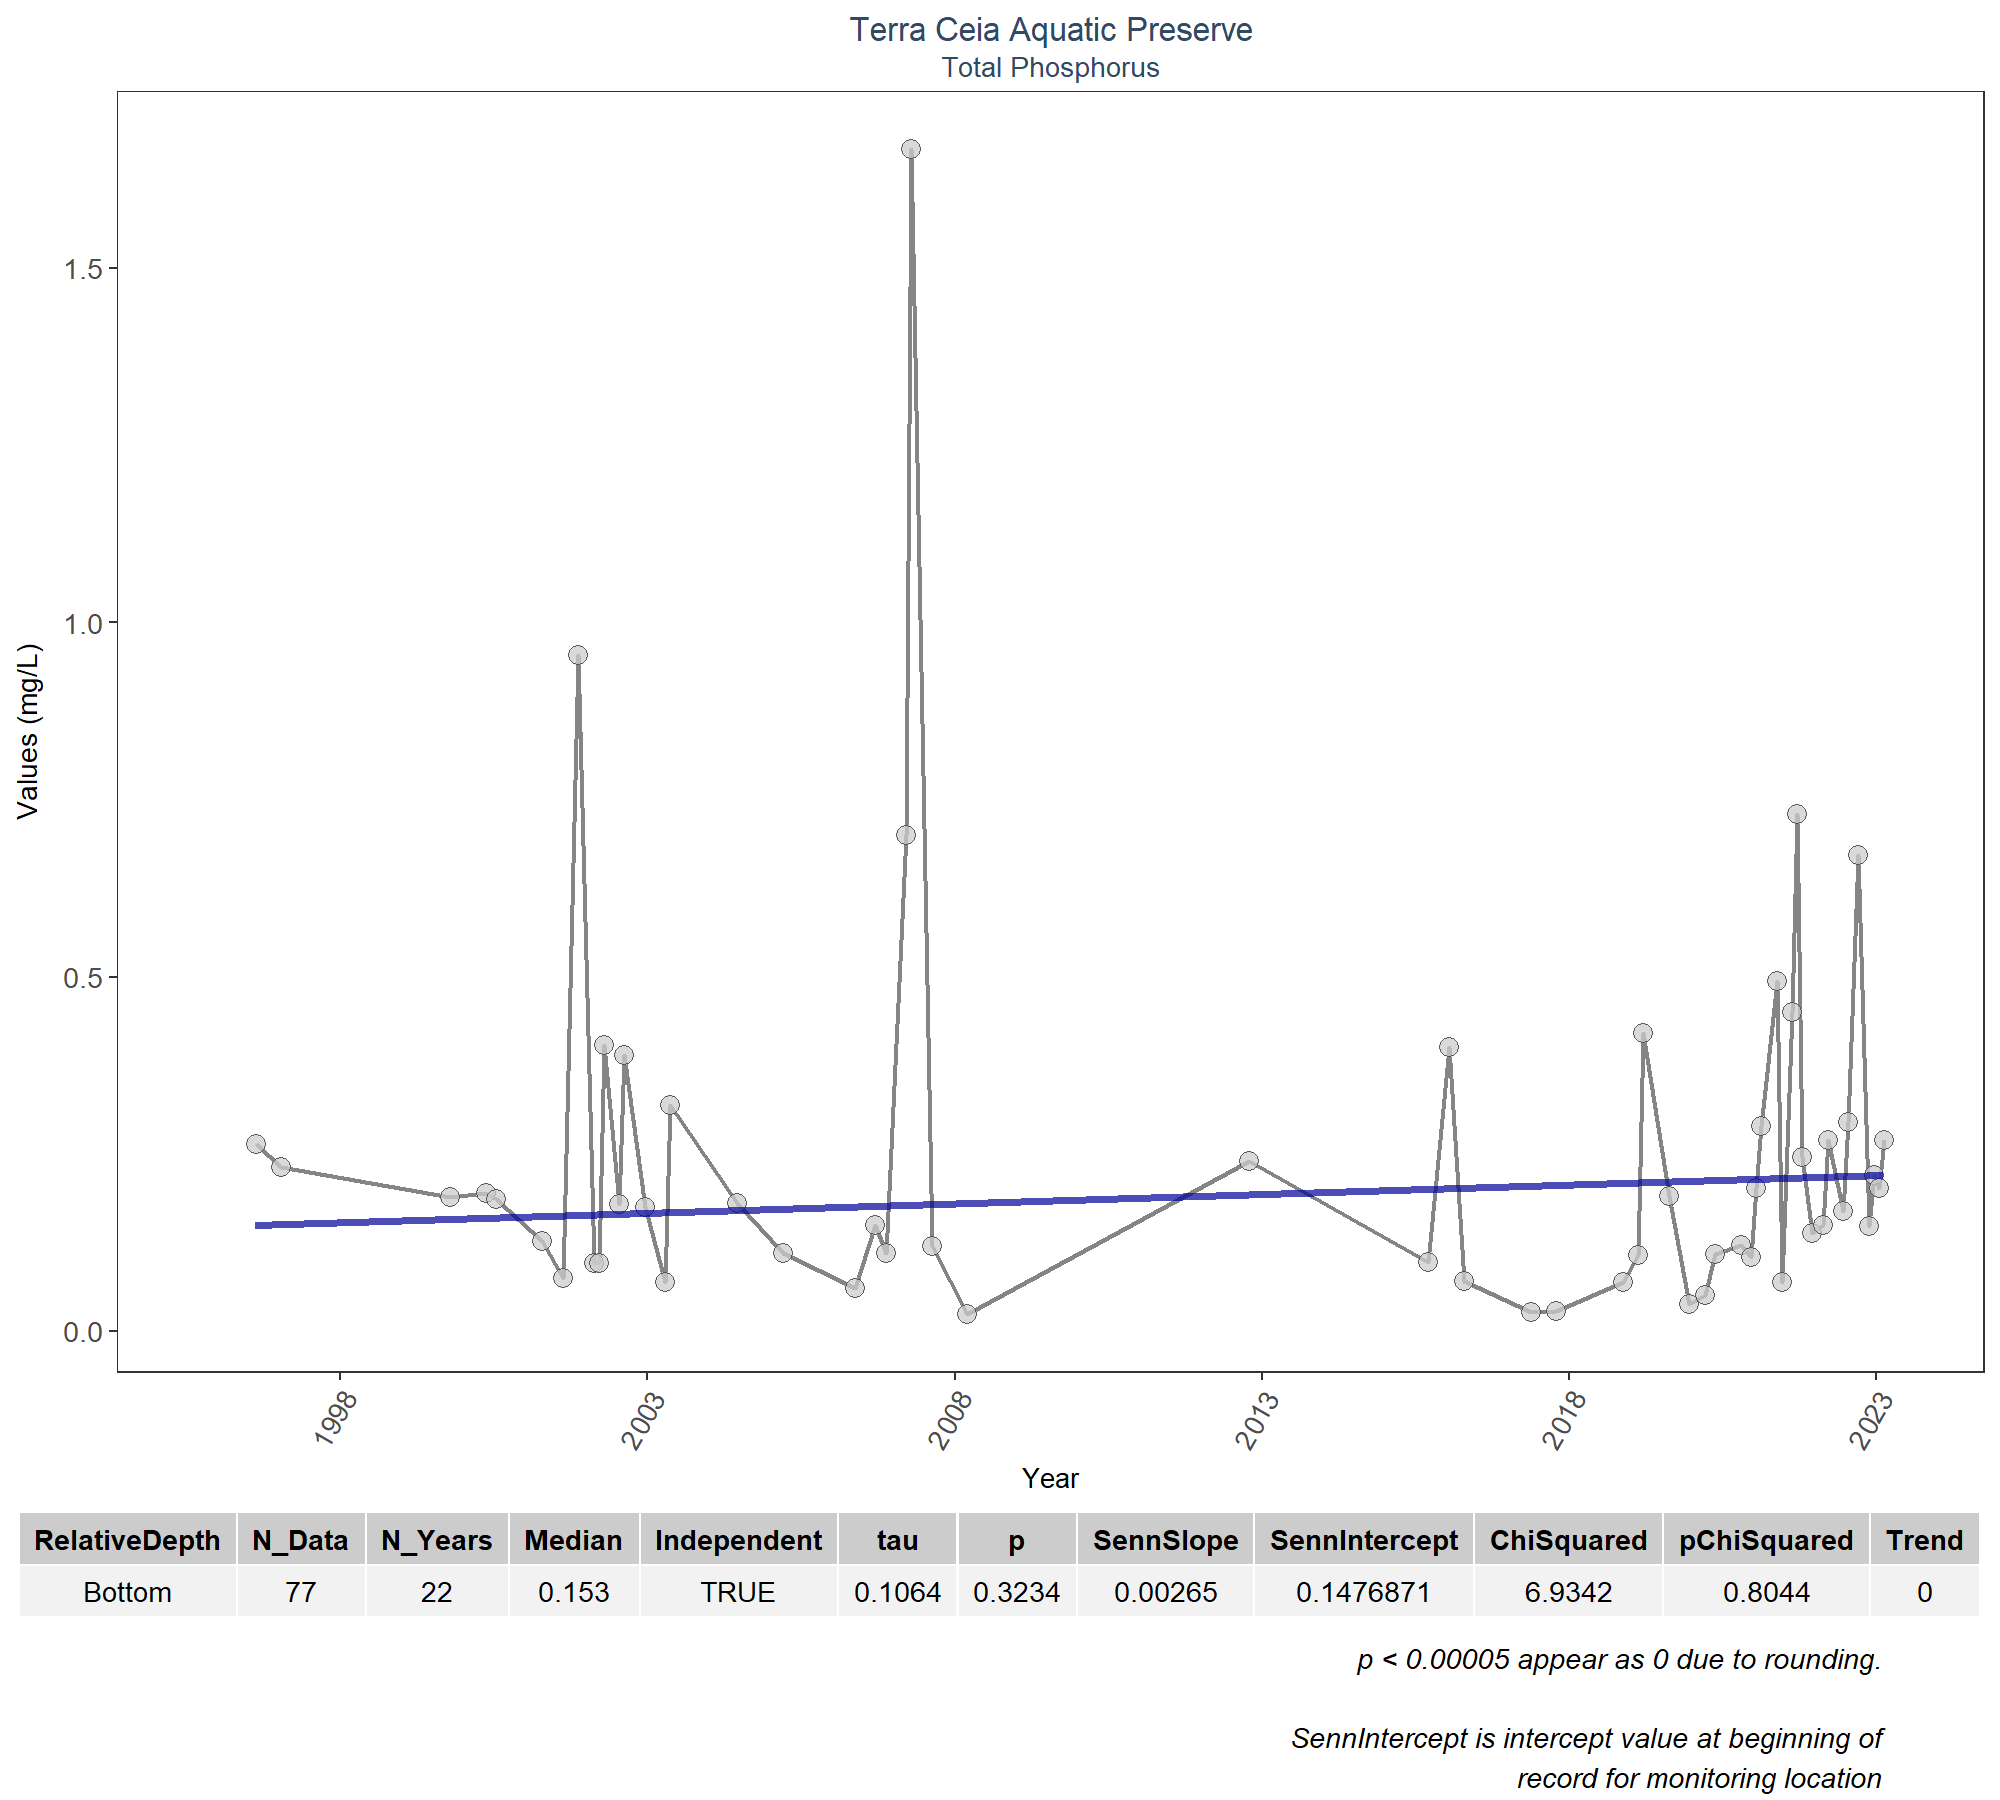 Terra Ceia Aquatic Preserve
Total Phosphorus
Values (mg/L)
1.5
1.0
0.5
0.0
1998 2003 2008 2013 2018 2023
Year
RelativeDepth N_Data N_Years Median Independent tau p SennSlope SennIntercept ChiSquared pChiSquared Trend
Bottom 77 22 0.153 TRUE 0.1064 0.3234 0.00265 0.1476871 6.9342 0.8044 0
p < 0.00005 appear as 0 due to rounding.
SennIntercept is intercept value at beginning of
record for monitoring location